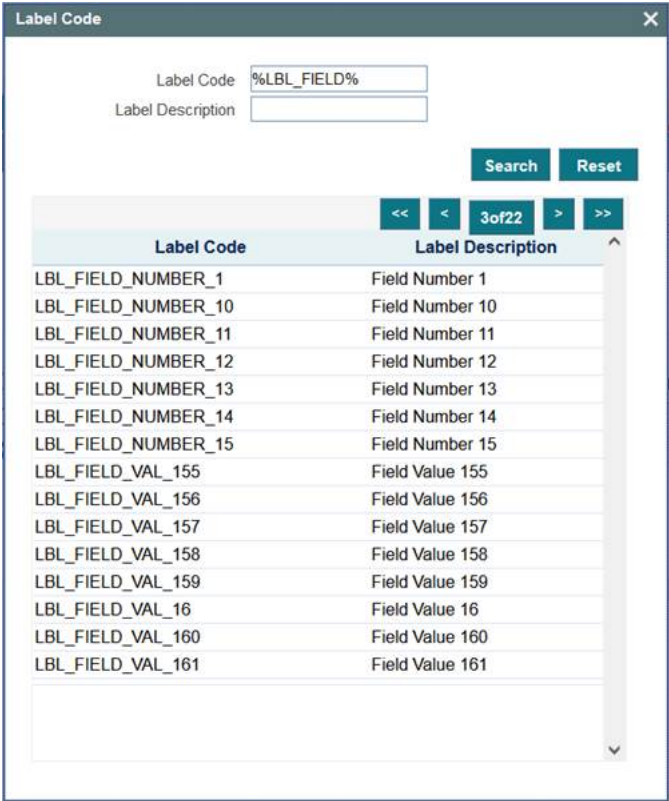 Label Code
Label Code %LBL_FIELD%
Label Description
Search Reset
<< < 3of22 > >>
Label Code Label Description
LBL_FIELD_NUMBER_1 Field Number 1
LBL_FIELD_NUMBER_10 Field Number 10
LBL_FIELD_NUMBER_11 Field Number 11
LBL_FIELD_NUMBER_12 Field Number 12
LBL_FIELD_NUMBER_13 Field Number 13
LBL_FIELD_NUMBER_14 Field Number 14
LBL_FIELD_NUMBER_15 Field Number 15
LBL_FIELD_VAL_155 Field Value 155
LBL_FIELD_VAL_156 Field Value 156
LBL_FIELD_VAL_157 Field Value 157
LBL_FIELD_VAL_158 Field Value 158
LBL_FIELD_VAL_159 Field Value 159
LBL_FIELD_VAL_16 Field Value 16
LBL_FIELD_VAL_160 Field Value 160
LBL_FIELD_VAL_161 Field Value 161